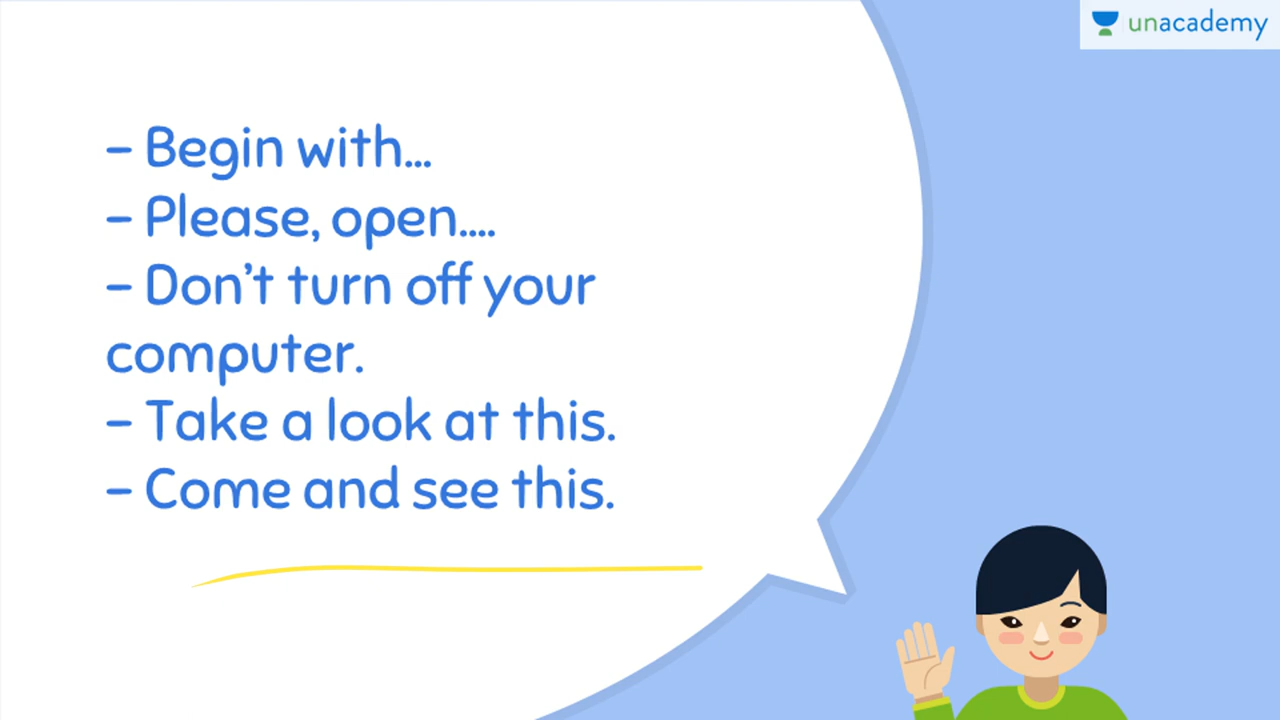 unacademy
– Begin with...
– Please, open....
– Don't turn off your
computer.
– Take a look at this.
– Come and see this.